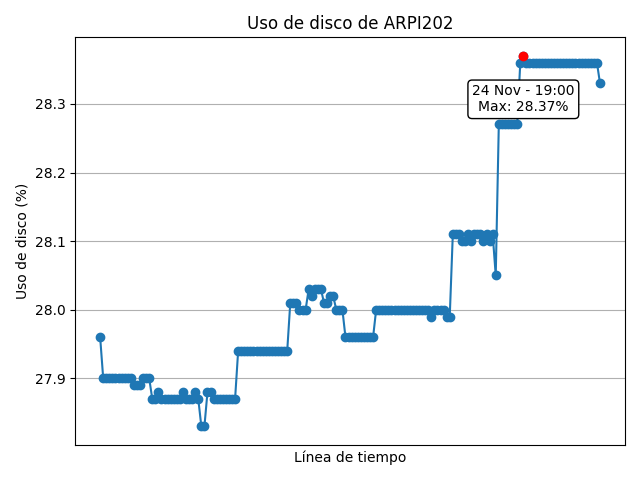 Uso de disco de ARPI202
28.3
28.2
28.1
28.0
27.9
Uso de disco (%)
24 Nov - 19:00
Max: 28.37%
Línea de tiempo